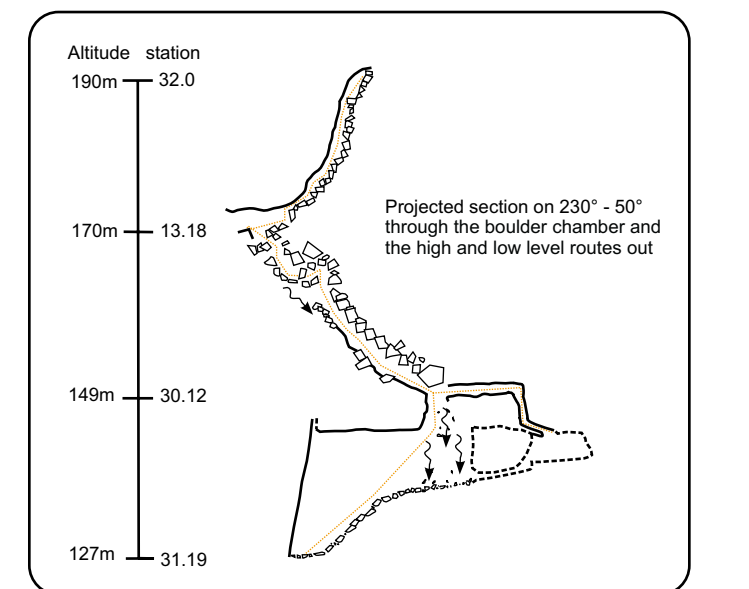 Altitude station
190m 32.0
Projected section on 230° - 50°
through the boulder chamber and
the high and low level routes out
170m 13.18
149m 30.12
127m 31.19